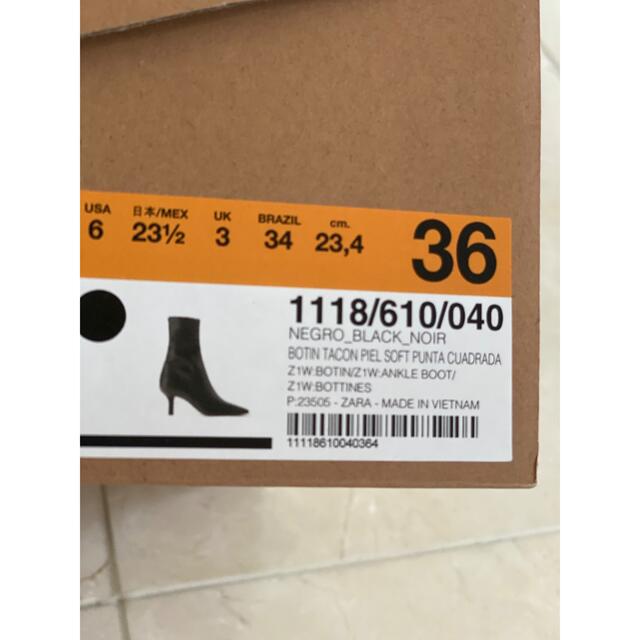 USA 日本/MEX UK BRAZIL cm.
6 23½ 3 34 23,4 36
1118/610/040
NEGRO_BLACK_NOIR
BOTIN TACON PIEL SOFT PUNTA CUADRADA
Z1W:BOTIN/Z1W:ANKLE BOOT/
Z1W:BOTTINES
P:23505 - ZARA - MADE IN VIETNAM
11118610040364